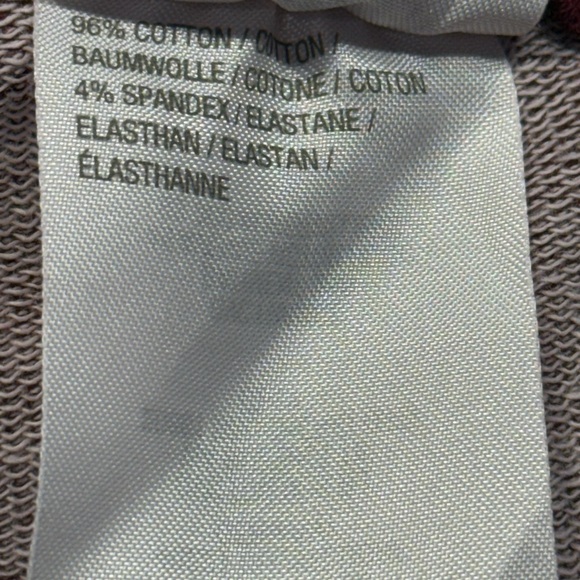 96% COTTON / COTTON /
BAUMWOLLE / COTONE / COTON
4% SPANDEX / ELASTANE /
ELASTHAN / ELASTAN /
ÉLASTHANNE